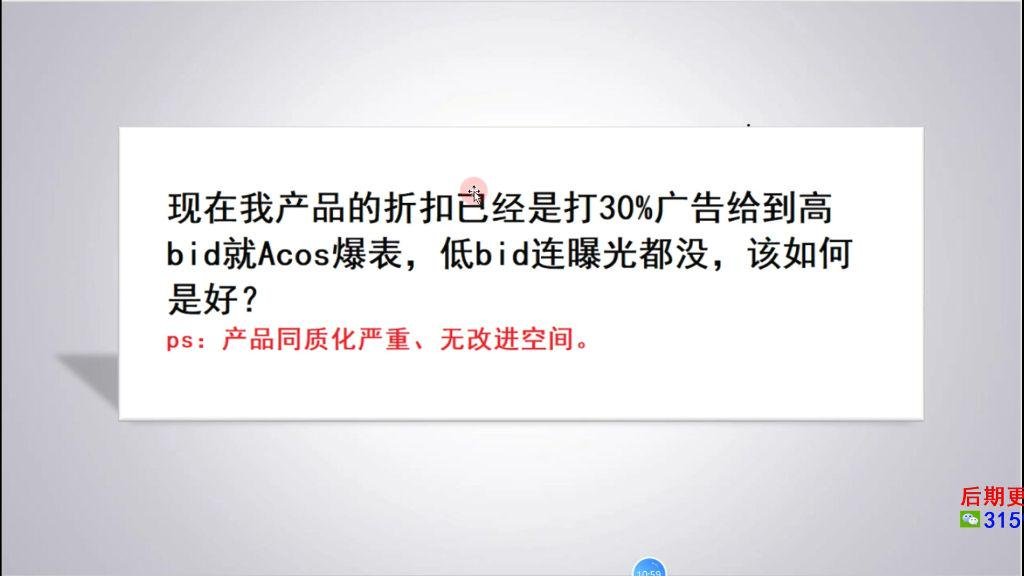 现在我产品的折扣已经是打30%广告给到高
bid就Acos爆表，低bid连曝光都没，该如何
是好？
ps：产品同质化严重、无改进空间。
后期更
315
10:59